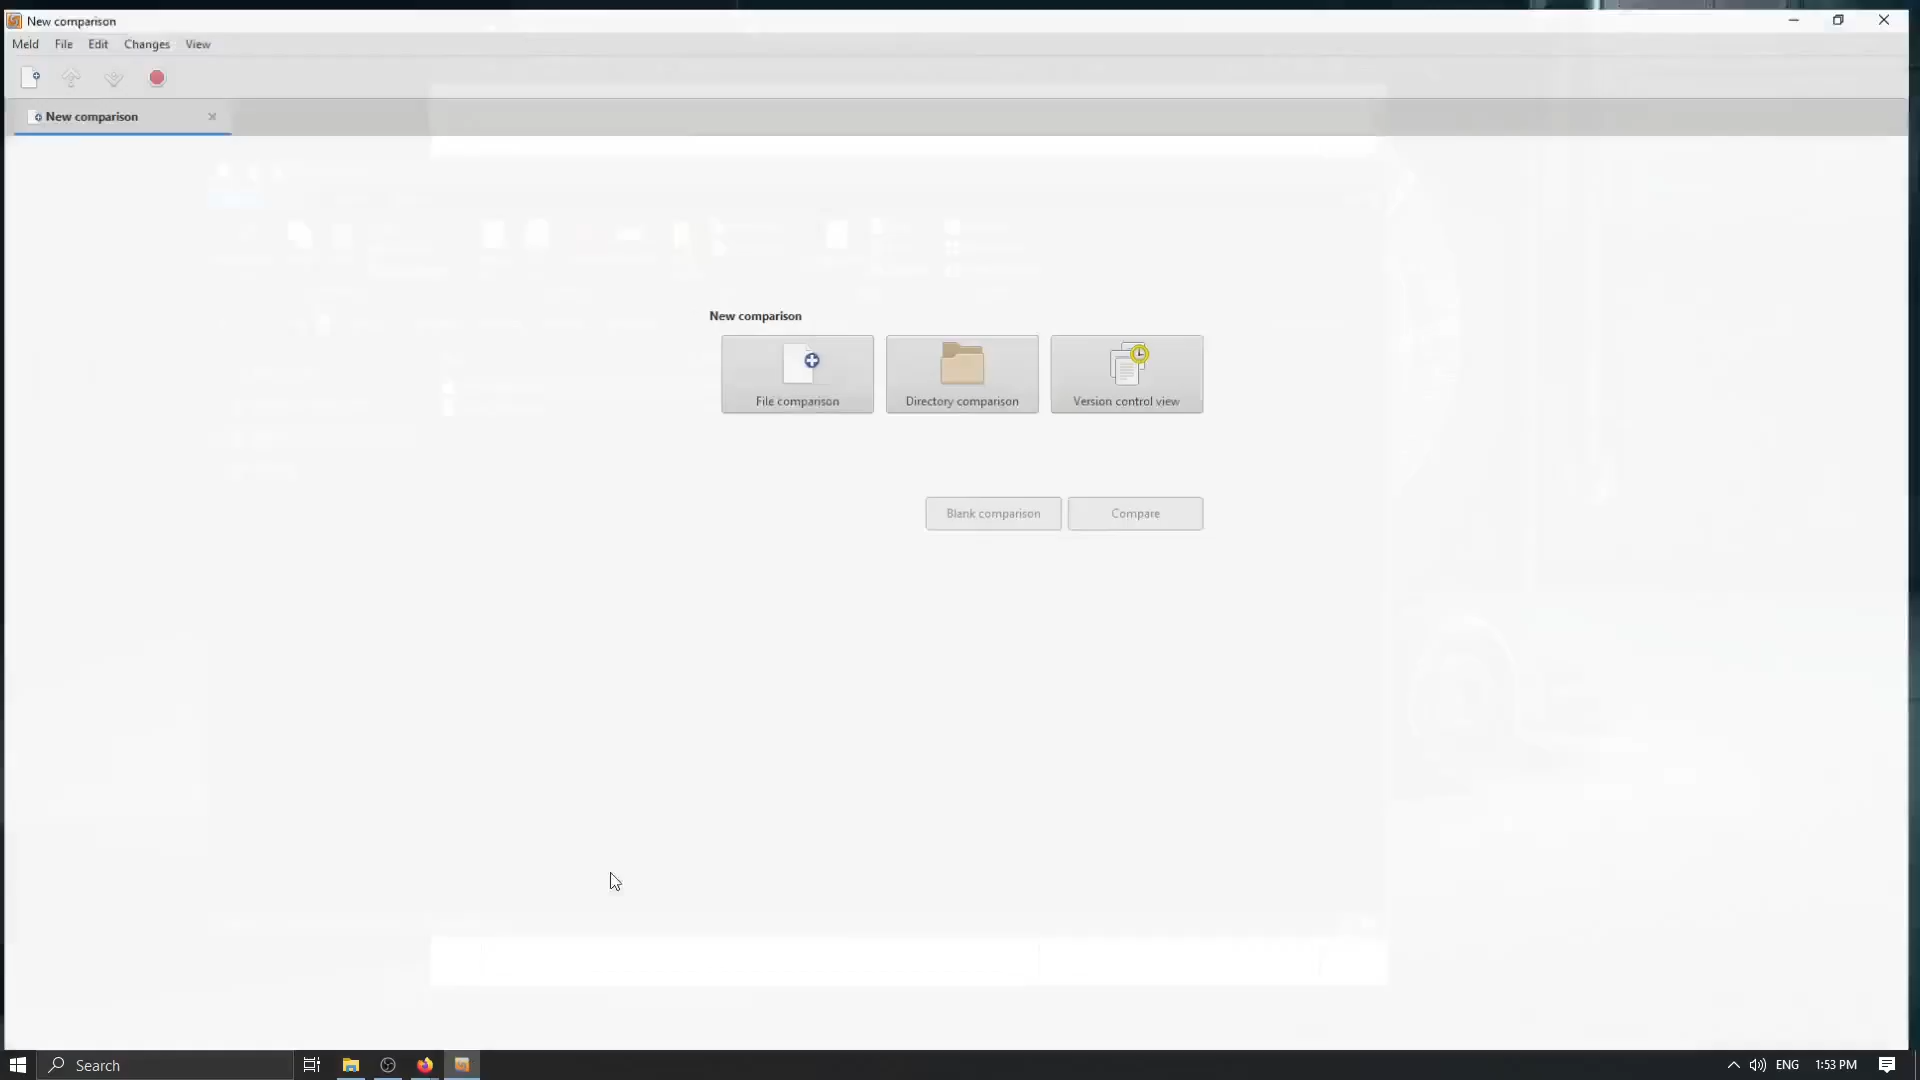 New comparison
Meld File Edit Changes View
New comparison
New comparison
File comparison Directory comparison Version control view
Blank comparison Compare
Search ENG 1:53 PM